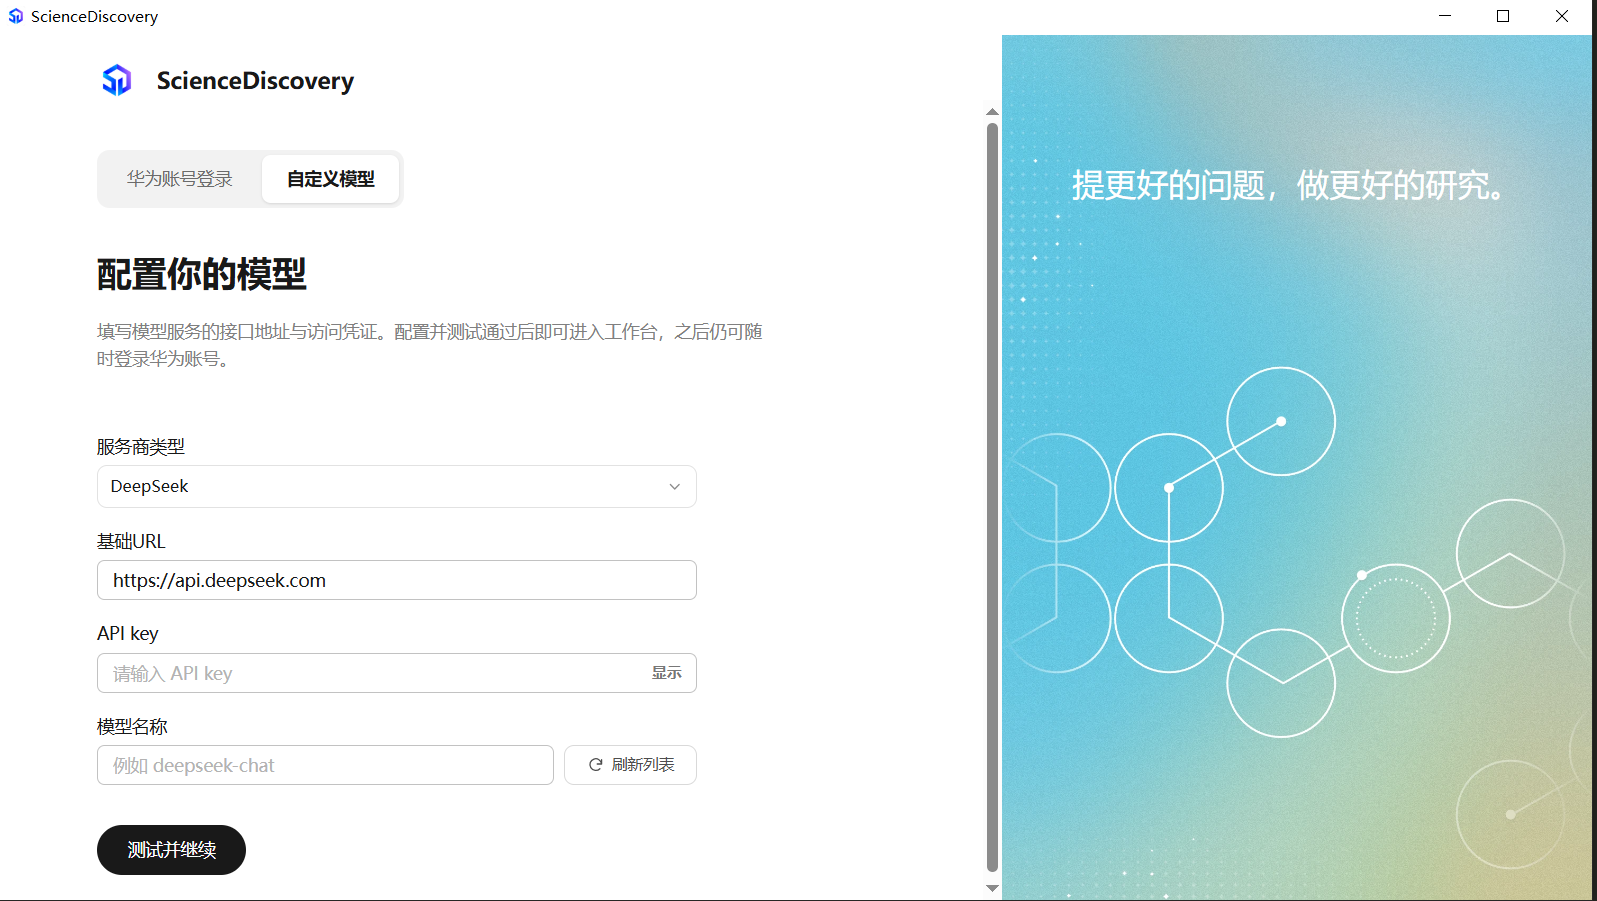 ScienceDiscovery
ScienceDiscovery
华为账号登录
自定义模型
配置你的模型
填写模型服务的接口地址与访问凭证。配置并测试通过后即可进入工作台，之后仍可随
时登录华为账号。
服务商类型
DeepSeek
基础URL
https://api.deepseek.com
API key
请输入 API key
显示
模型名称
例如 deepseek-chat
刷新列表
测试并继续
提更好的问题，做更好的研究。